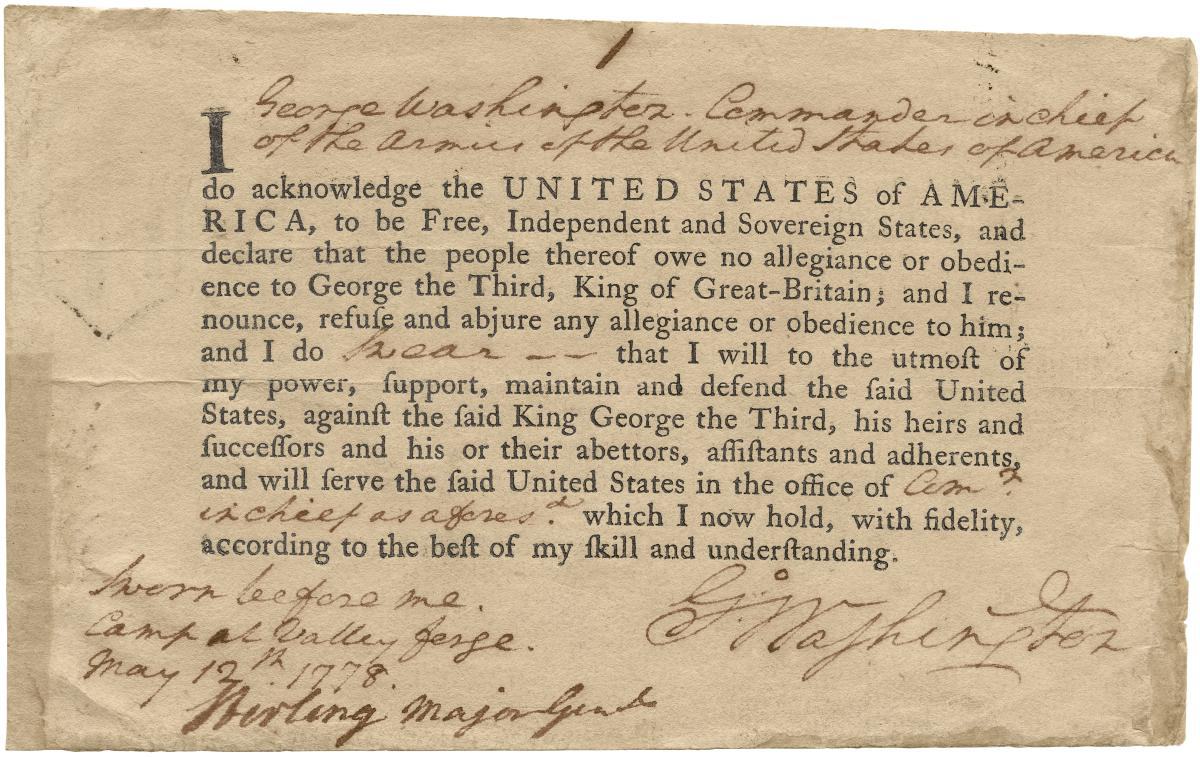 1
George Washington Commander in chief
I of the Armies of the United States of America
do acknowledge the UNITED STATES of AME-
RICA, to be Free, Independent and Sovereign States, and
declare that the people thereof owe no allegiance or obedi-
ence to George the Third, King of Great-Britain; and I re-
nounce, refuſe and abjure any allegiance or obedience to him;
and I do Swear -- that I will to the utmoſt of
my power, ſupport, maintain and defend the ſaid United
States, againſt the ſaid King George the Third, his heirs and
ſucceſſors and his or their abettors, aſſiſtants and adherents,
and will ſerve the ſaid United States in the office of Comr.
in chief as afores.d which I now hold, with fidelity,
according to the beſt of my ſkill and underſtanding.
Sworn before me.
Camp at Valley forge.
May 12th. 1778.
Stirling Major Genl
Go: Waſhington